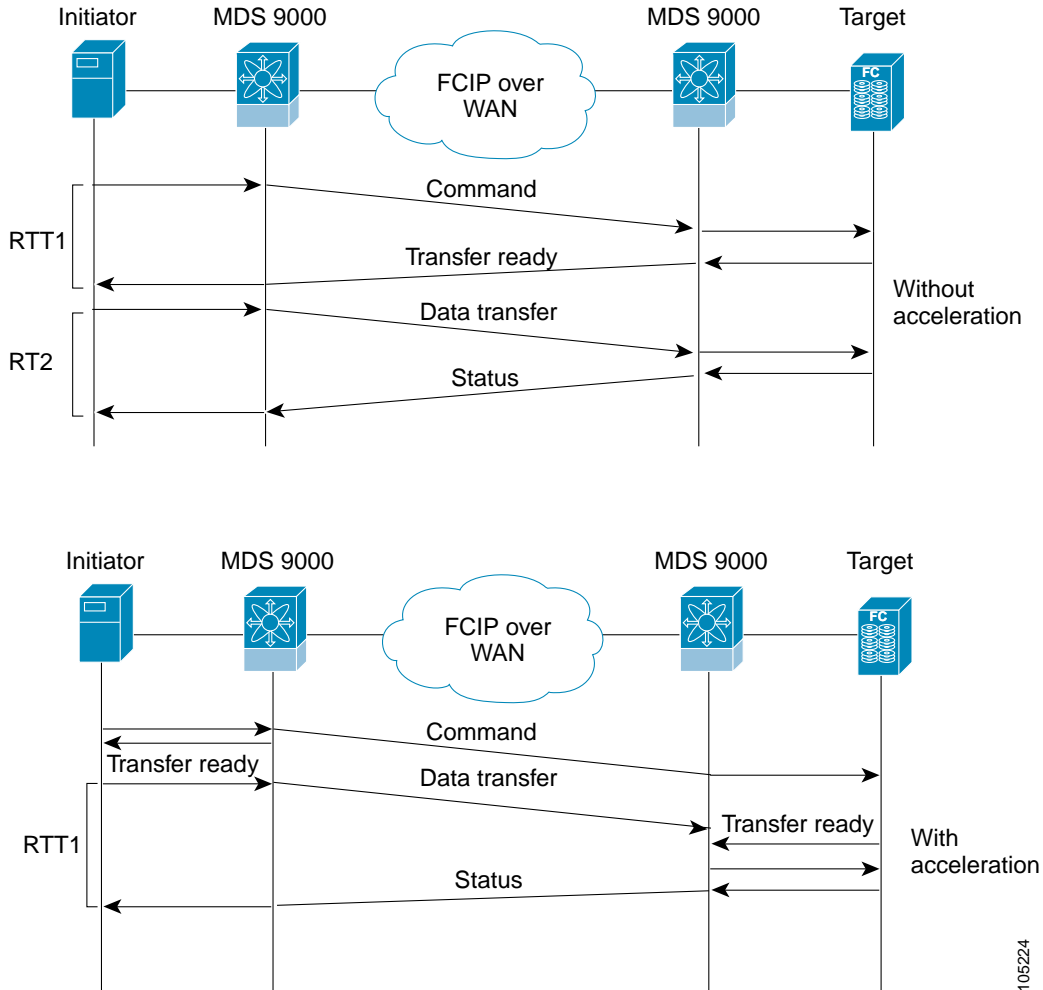 Initiator
MDS 9000
MDS 9000
Target
FCIP over
WAN
FC
Command
RTT1
Transfer ready
Without
acceleration
Data transfer
RT2
Status
Initiator
MDS 9000
MDS 9000
Target
FCIP over
WAN
FC
Command
Transfer ready
Data transfer
Transfer ready
RTT1
With
acceleration
Status
105224